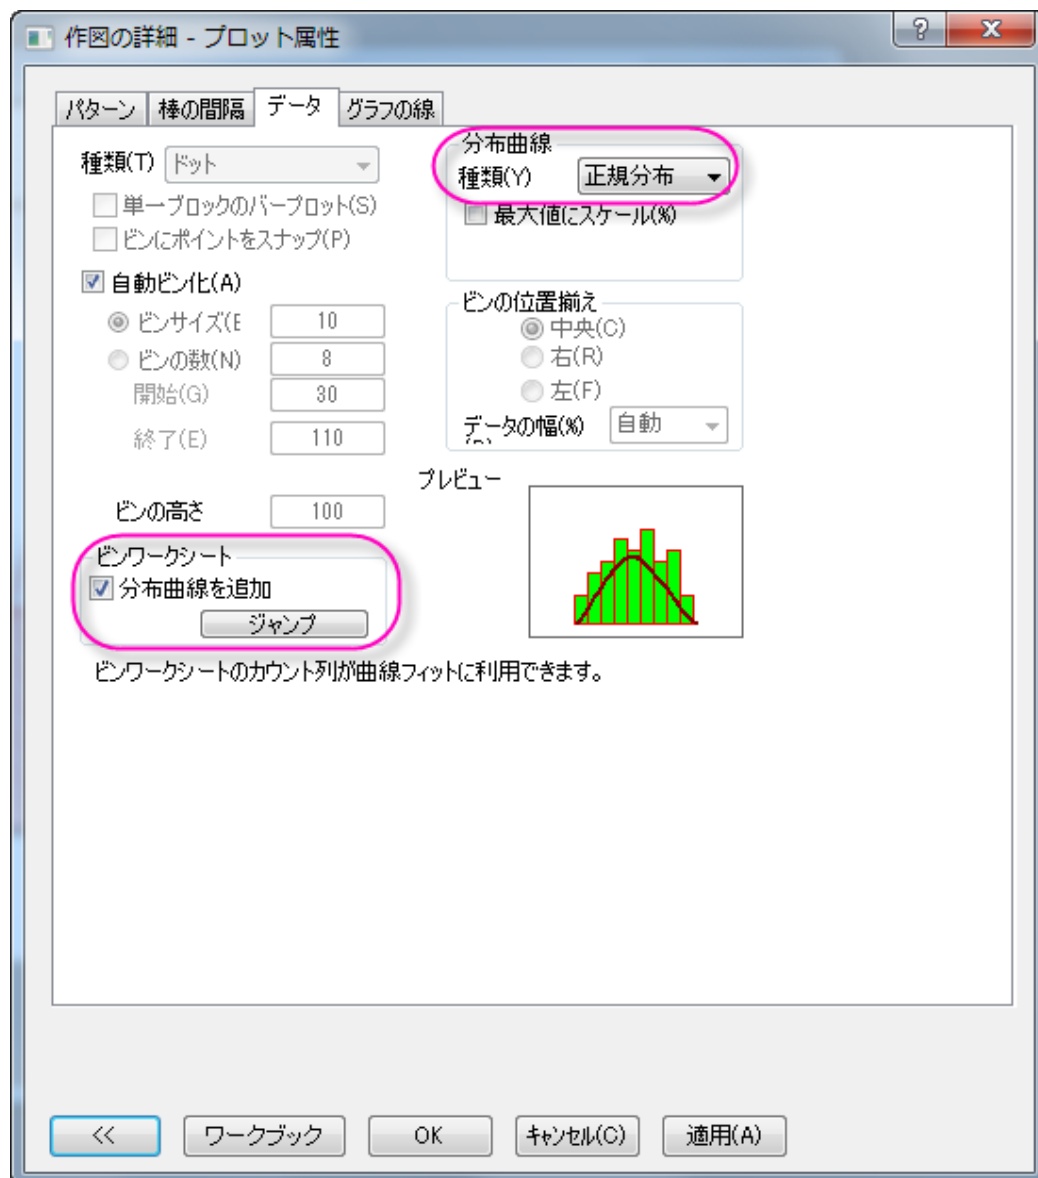 作図の詳細 - プロット属性
パターン 棒の間隔 データ グラフの線
種類(T) ドット
単一ブロックのバープロット(S)
ビンにポイントをスナップ(P)
自動ビン化(A)
ビンサイズ(E 10
ビンの数(N) 8
開始(G) 30
終了(E) 110
ビンの高さ 100
ビンワークシート
分布曲線を追加
ジャンプ
ビンワークシートのカウント列が曲線フィットに利用できます。
分布曲線
種類(Y) 正規分布
最大値にスケール(%)
ビンの位置揃え
中央(C)
右(R)
左(F)
データの幅(%) 自動
プレビュー
<< ワークブック OK キャンセル(C) 適用(A)